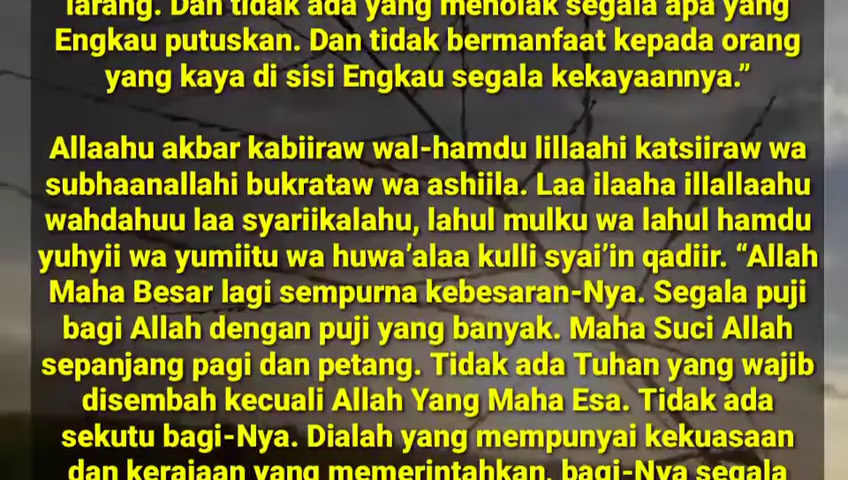 larang. Dan tidak ada yang menolak segala apa yang
Engkau putuskan. Dan tidak bermanfaat kepada orang
yang kaya di sisi Engkau segala kekayaannya.”
Allaahu akbar kabiiraw wal-hamdu lillaahi katsiiraw wa
subhaanallahi bukrataw wa ashiila. Laa ilaaha illallaahu
wahdahuu laa syariikalahu, lahul mulku wa lahul hamdu
yuhyii wa yumiitu wa huwa’alaa kulli syai’in qadiir. “Allah
Maha Besar lagi sempurna kebesaran-Nya. Segala puji
bagi Allah dengan puji yang banyak. Maha Suci Allah
sepanjang pagi dan petang. Tidak ada Tuhan yang wajib
disembah kecuali Allah Yang Maha Esa. Tidak ada
sekutu bagi-Nya. Dialah yang mempunyai kekuasaan
dan kerajaan yang memerintahkan, bagi-Nya segala